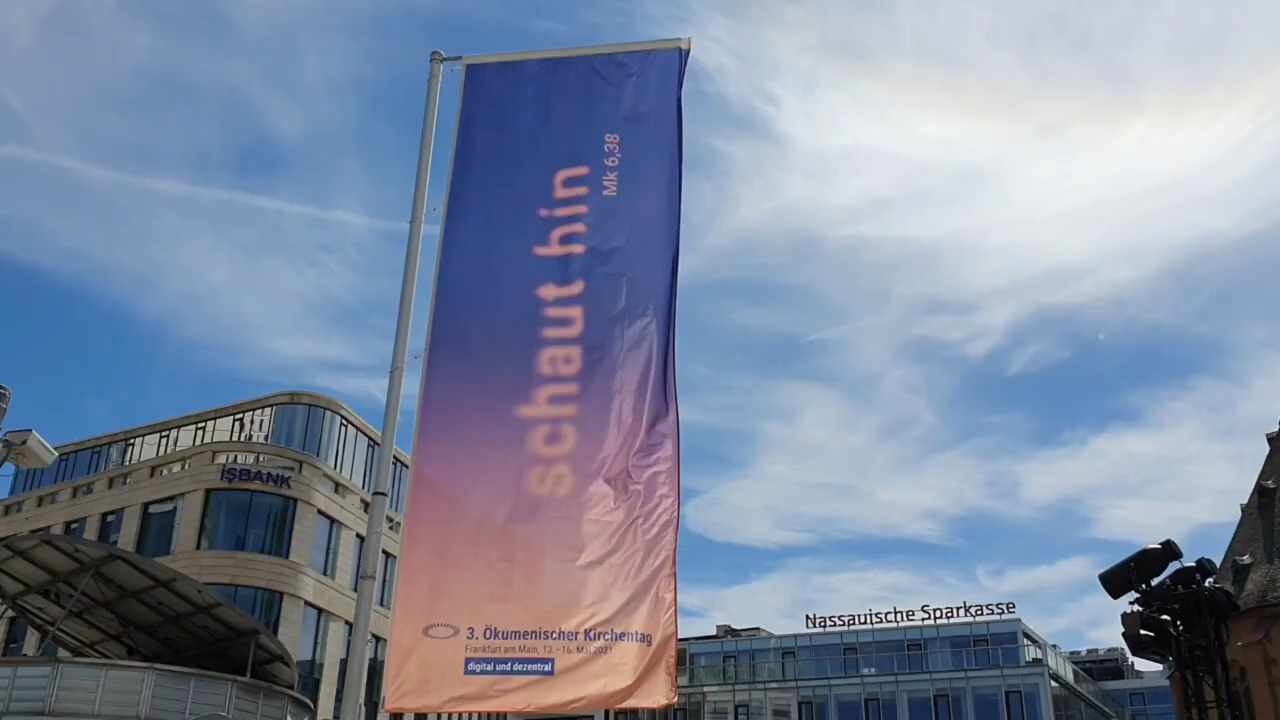 schaut hin
Mk 6,38
3. Ökumenischer Kirchentag
Frankfurt am Main, 13. – 16. Mai 2021
digital und dezentral
İŞBANK
Nassauische Sparkasse